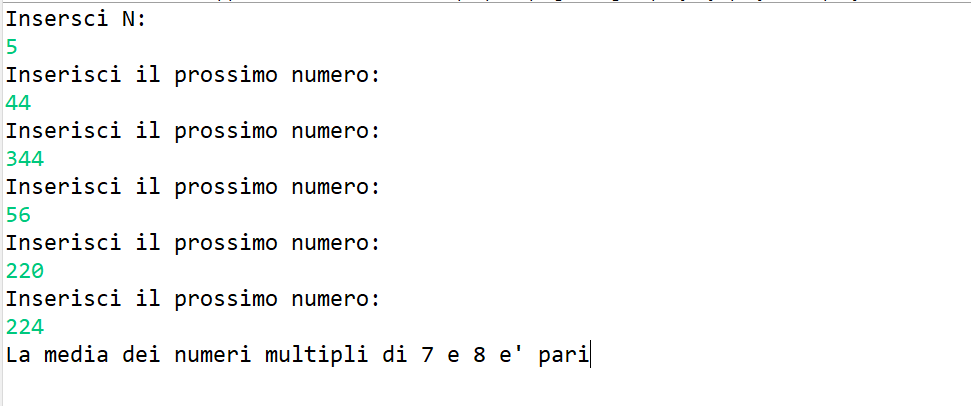 Insersci N:
5
Inserisci il prossimo numero:
44
Inserisci il prossimo numero:
344
Inserisci il prossimo numero:
56
Inserisci il prossimo numero:
220
Inserisci il prossimo numero:
224
La media dei numeri multipli di 7 e 8 e' pari